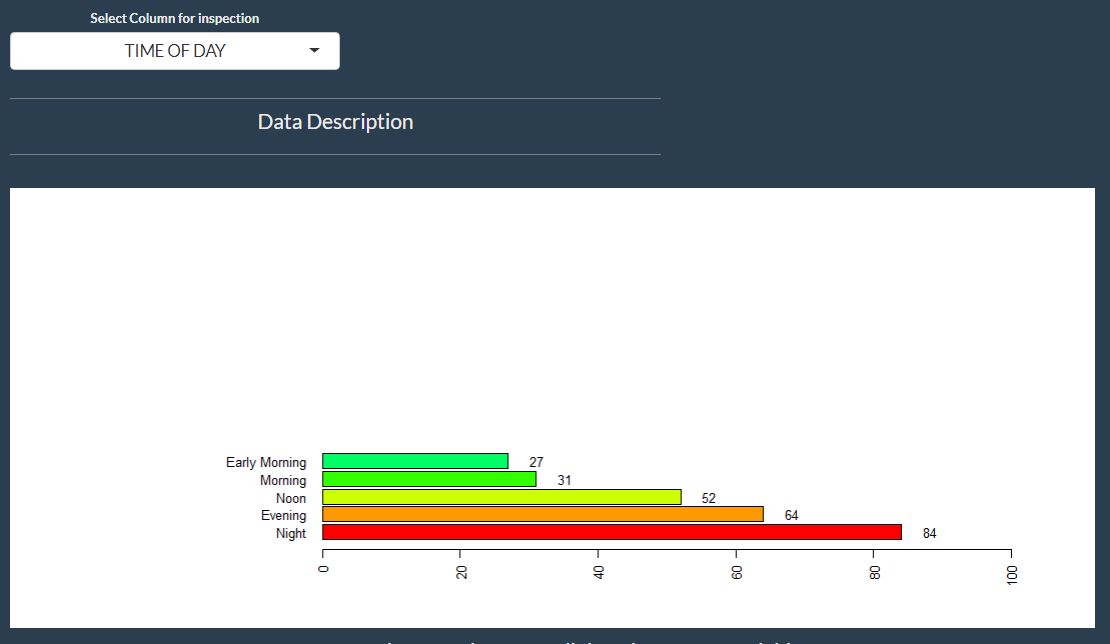 Select Column for inspection
TIME OF DAY
Data Description
Early Morning 27
Morning 31
Noon 52
Evening 64
Night 84
0 20 40 60 80 100